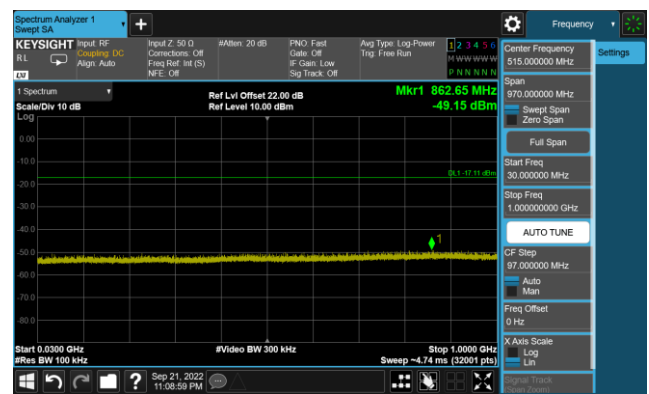 Spectrum Analyzer 1
Swept SA
+
Frequency
KEYSIGHT
RL
Input: RF
Coupling: DC
Align: Auto
Input Z: 50 Ω
Corrections: Off
Freq Ref: Int (S)
NFE: Off
#Atten: 20 dB
PNO: Fast
Gate: Off
IF Gain: Low
Sig Track: Off
Avg Type: Log-Power
Trig: Free Run
1 2 3 4 5 6
M W W W W W
P N N N N N
Center Frequency
515.000000 MHz
Settings
Span
970.000000 MHz
Swept Span
Zero Span
Full Span
Start Freq
30.000000 MHz
Stop Freq
1.000000000 GHz
AUTO TUNE
CF Step
97.000000 MHz
Auto
Man
Freq Offset
0 Hz
X Axis Scale
Log
Lin
Signal Track
(Span Zoom)
1 Spectrum
Scale/Div 10 dB
Log
Ref Lvl Offset 22.00 dB
Ref Level 10.00 dBm
Mkr1 862.65 MHz
-49.15 dBm
0.00
-10.0
DL1 -17.11 dBm
-20.0
-30.0
-40.0
1
-50.0
-60.0
-70.0
-80.0
Start 0.0300 GHz
#Res BW 100 kHz
#Video BW 300 kHz
Stop 1.0000 GHz
Sweep ~4.74 ms (32001 pts)
?
Sep 21, 2022
11:08:59 PM